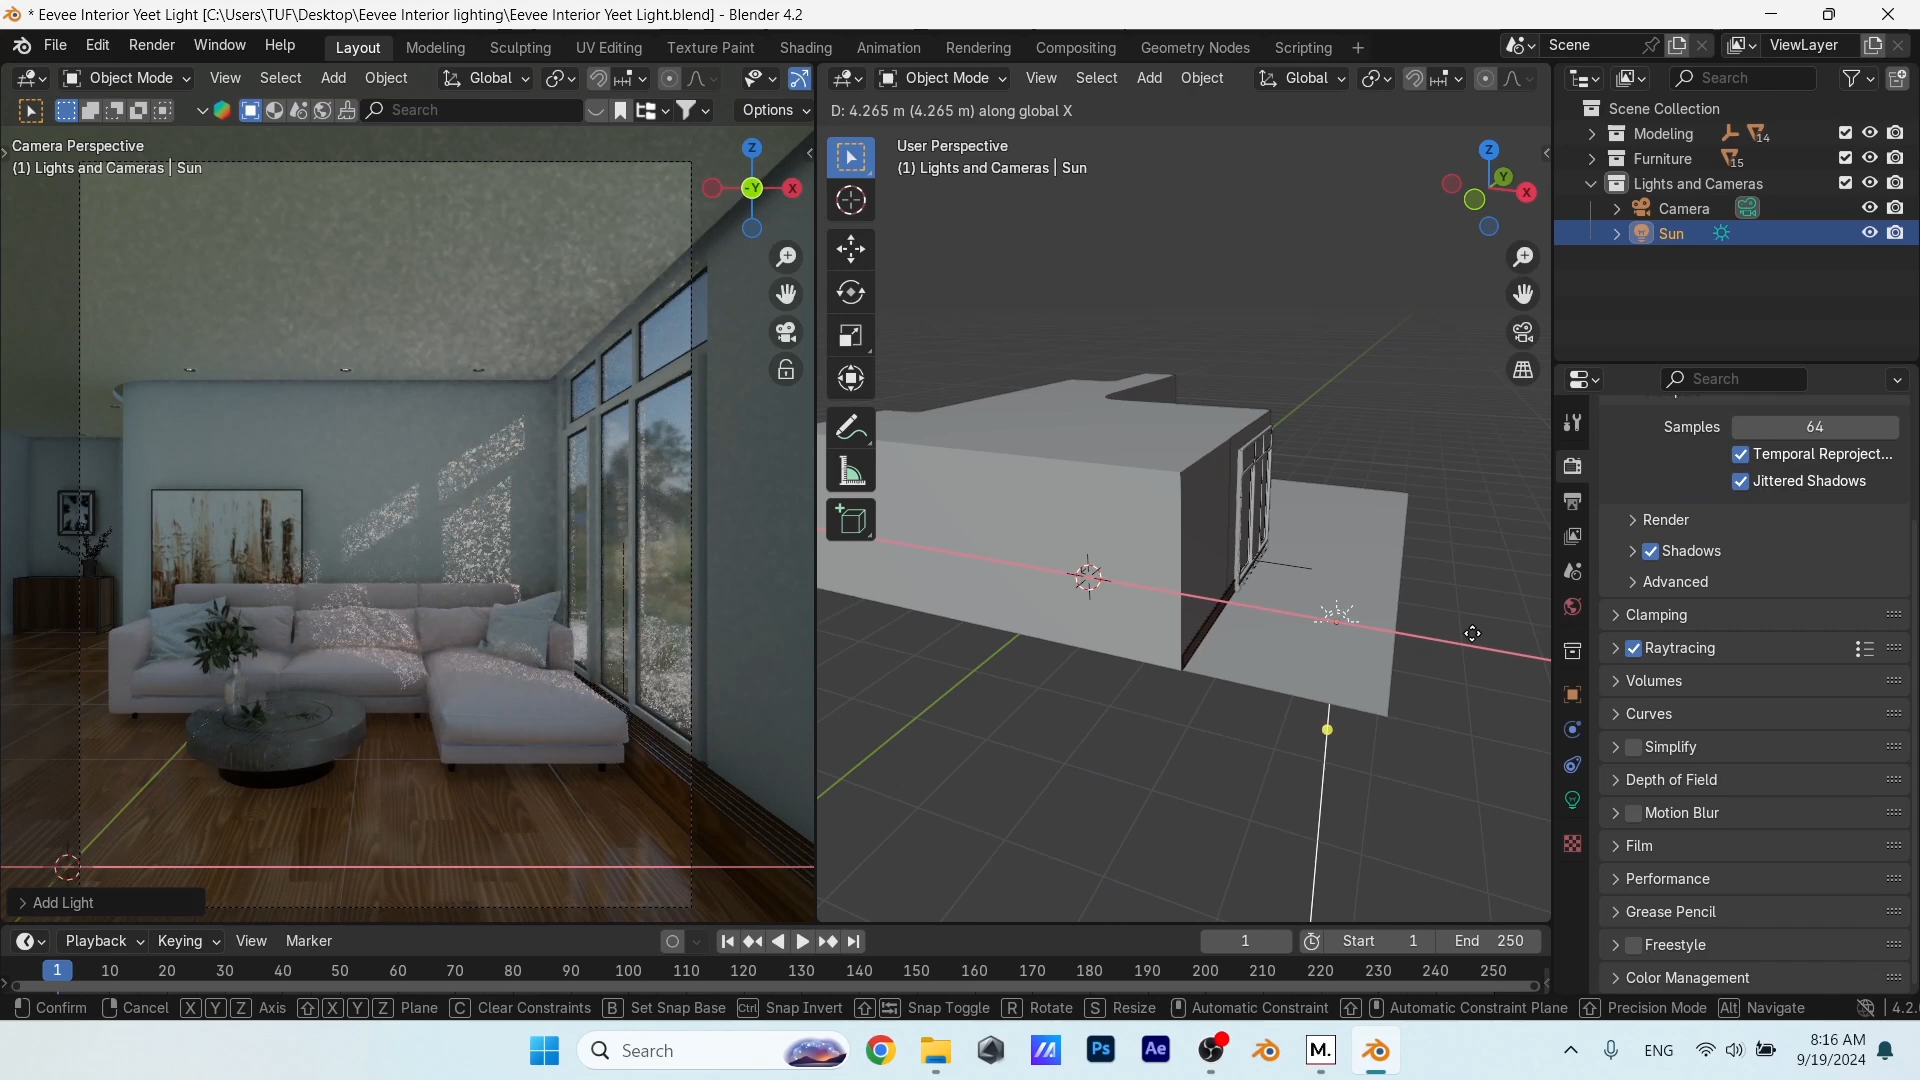 * Eevee Interior Yeet Light [C:\Users\TUF\Desktop\Eevee Interior lighting\Eevee Interior Yeet Light.blend] - Blender 4.2
File Edit Render Window Help Layout Modeling Sculpting UV Editing Texture Paint Shading Animation Rendering Compositing Geometry Nodes Scripting + Scene ViewLayer
Object Mode View Select Add Object Global Object Mode View Select Add Object Global Search
Search Options D: 4.265 m (4.265 m) along global X Scene Collection
Modeling 14
Camera Perspective User Perspective
Furniture 15
(1) Lights and Cameras | Sun (1) Lights and Cameras | Sun
Lights and Cameras
Z X -Y Z Y X
Camera
Sun
Search
Samples 64
Temporal Reproject...
Jittered Shadows
Render
Shadows
Advanced
Clamping
Raytracing
Volumes
Curves
Simplify
Depth of Field
Motion Blur
Film
Performance
Grease Pencil
Freestyle
Color Management
Add Light
Playback Keying View Marker 1 Start 1 End 250
1 10 20 30 40 50 60 70 80 90 100 110 120 130 140 150 160 170 180 190 200 210 220 230 240 250
Confirm Cancel X Y Z Axis X Y Z Plane C Clear Constraints B Set Snap Base Ctrl Snap Invert Snap Toggle R Rotate S Resize Automatic Constraint Automatic Constraint Plane Precision Mode Alt Navigate 4.2.
Search Ps Ae M. ENG 8:16 AM
9/19/2024